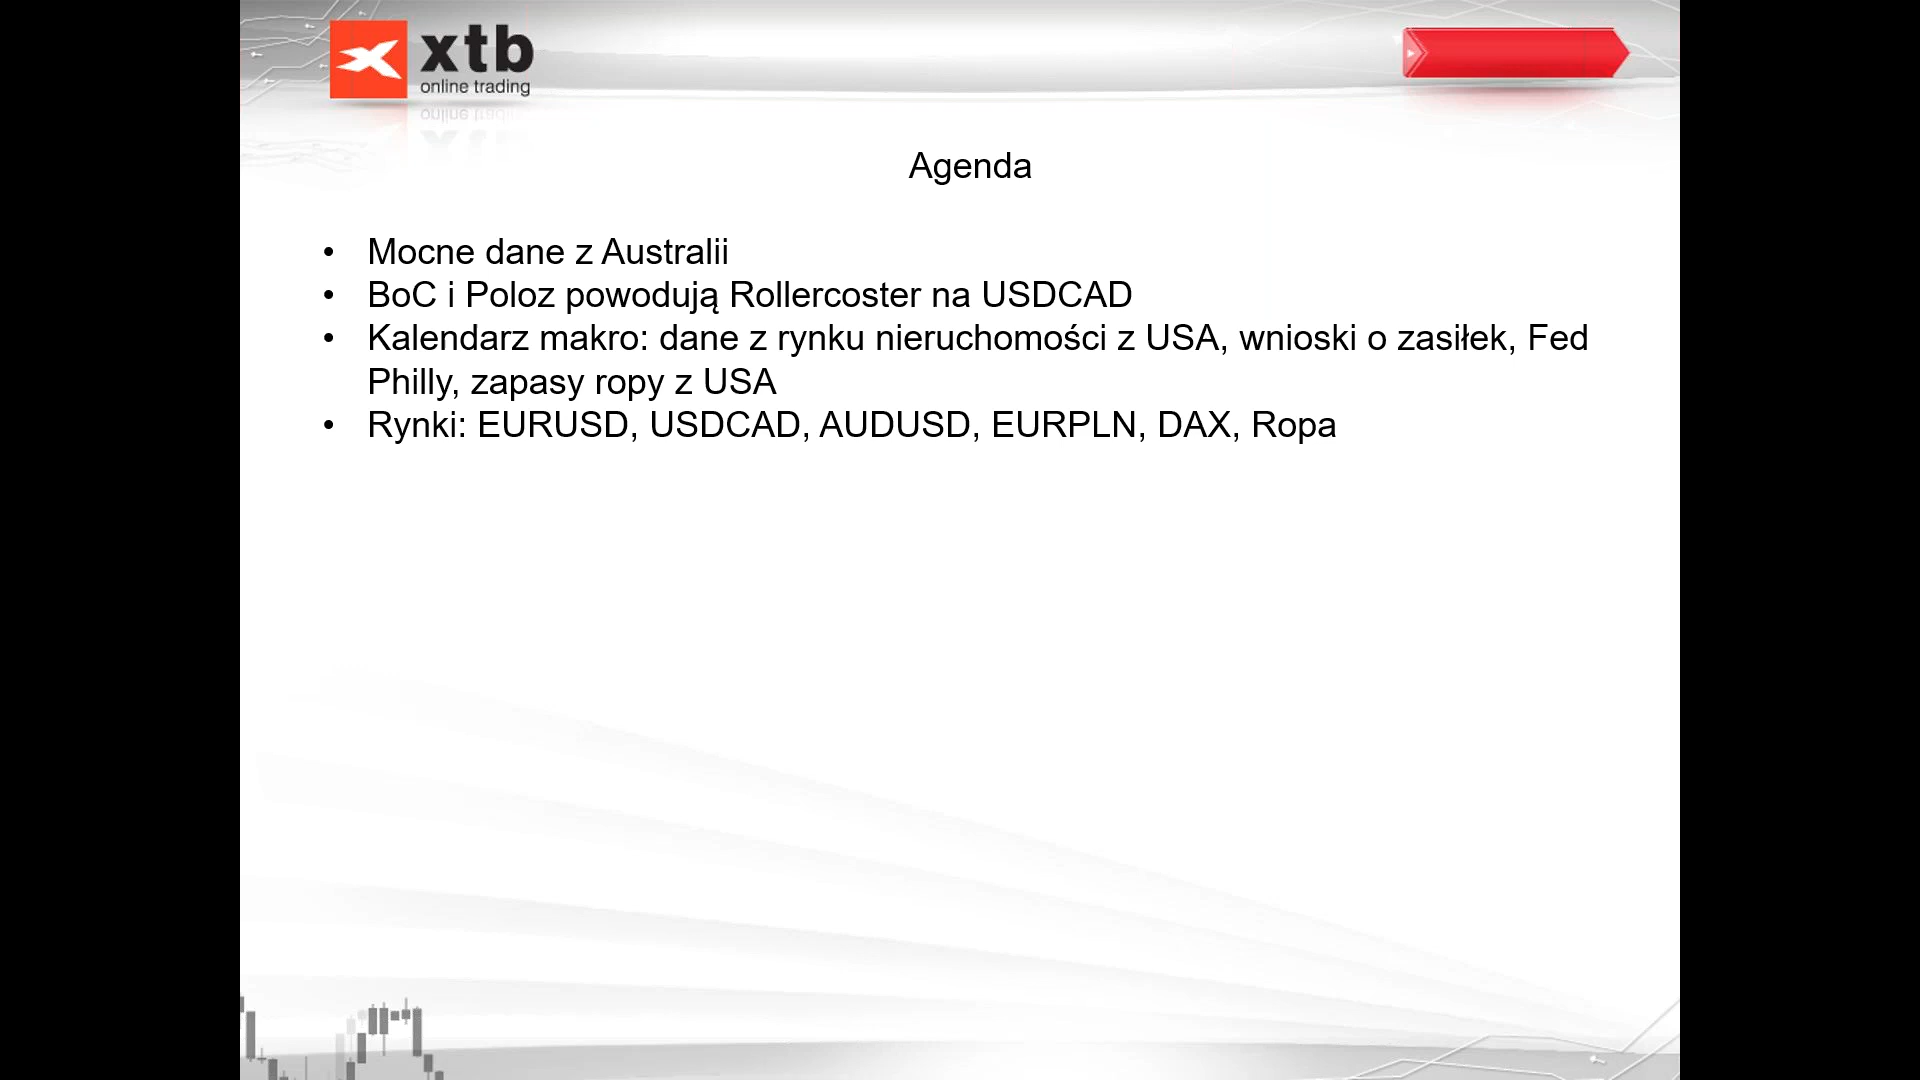 xtb
online trading
Agenda
• Mocne dane z Australii
• BoC i Poloz powodują Rollercoster na USDCAD
• Kalendarz makro: dane z rynku nieruchomości z USA, wnioski o zasiłek, Fed
Philly, zapasy ropy z USA
• Rynki: EURUSD, USDCAD, AUDUSD, EURPLN, DAX, Ropa